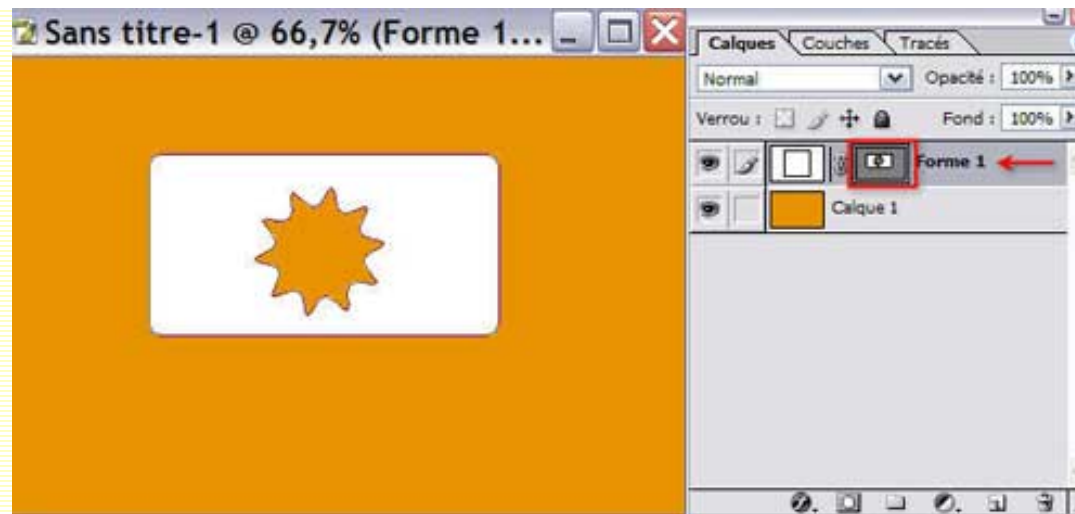 Sans titre-1 @ 66,7% (Forme 1...
Calques Couches Tracés
Normal Opacité : 100%
Verrou : Fond : 100%
Forme 1
Calque 1